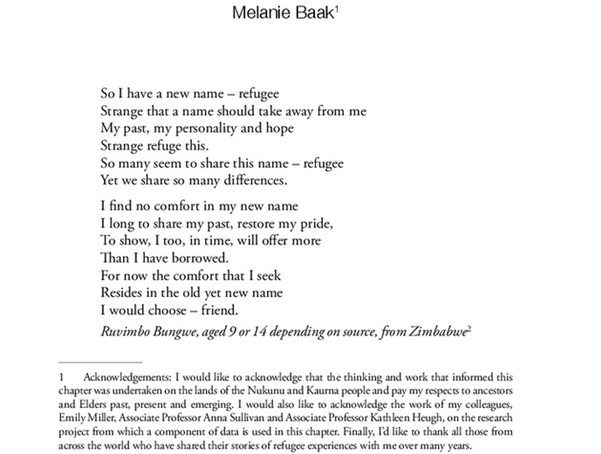 Melanie Baak¹
So I have a new name – refugee
Strange that a name should take away from me
My past, my personality and hope
Strange refuge this.
So many seem to share this name – refugee
Yet we share so many differences.
I find no comfort in my new name
I long to share my past, restore my pride,
To show, I too, in time, will offer more
Than I have borrowed.
For now the comfort that I seek
Resides in the old yet new name
I would choose – friend.
Ruvimbo Bungwe, aged 9 or 14 depending on source, from Zimbabwe²
1 Acknowledgements: I would like to acknowledge that the thinking and work that informed this
chapter was undertaken on the lands of the Nukunu and Kaurna people and pay my respects to ancestors
and Elders past, present and emerging. I would also like to acknowledge the work of my colleagues,
Emily Miller, Associate Professor Anna Sullivan and Associate Professor Kathleen Heugh, on the research
project from which a component of data is used in this chapter. Finally, I'd like to thank all those from
across the world who have shared their stories of refugee experiences with me over many years.